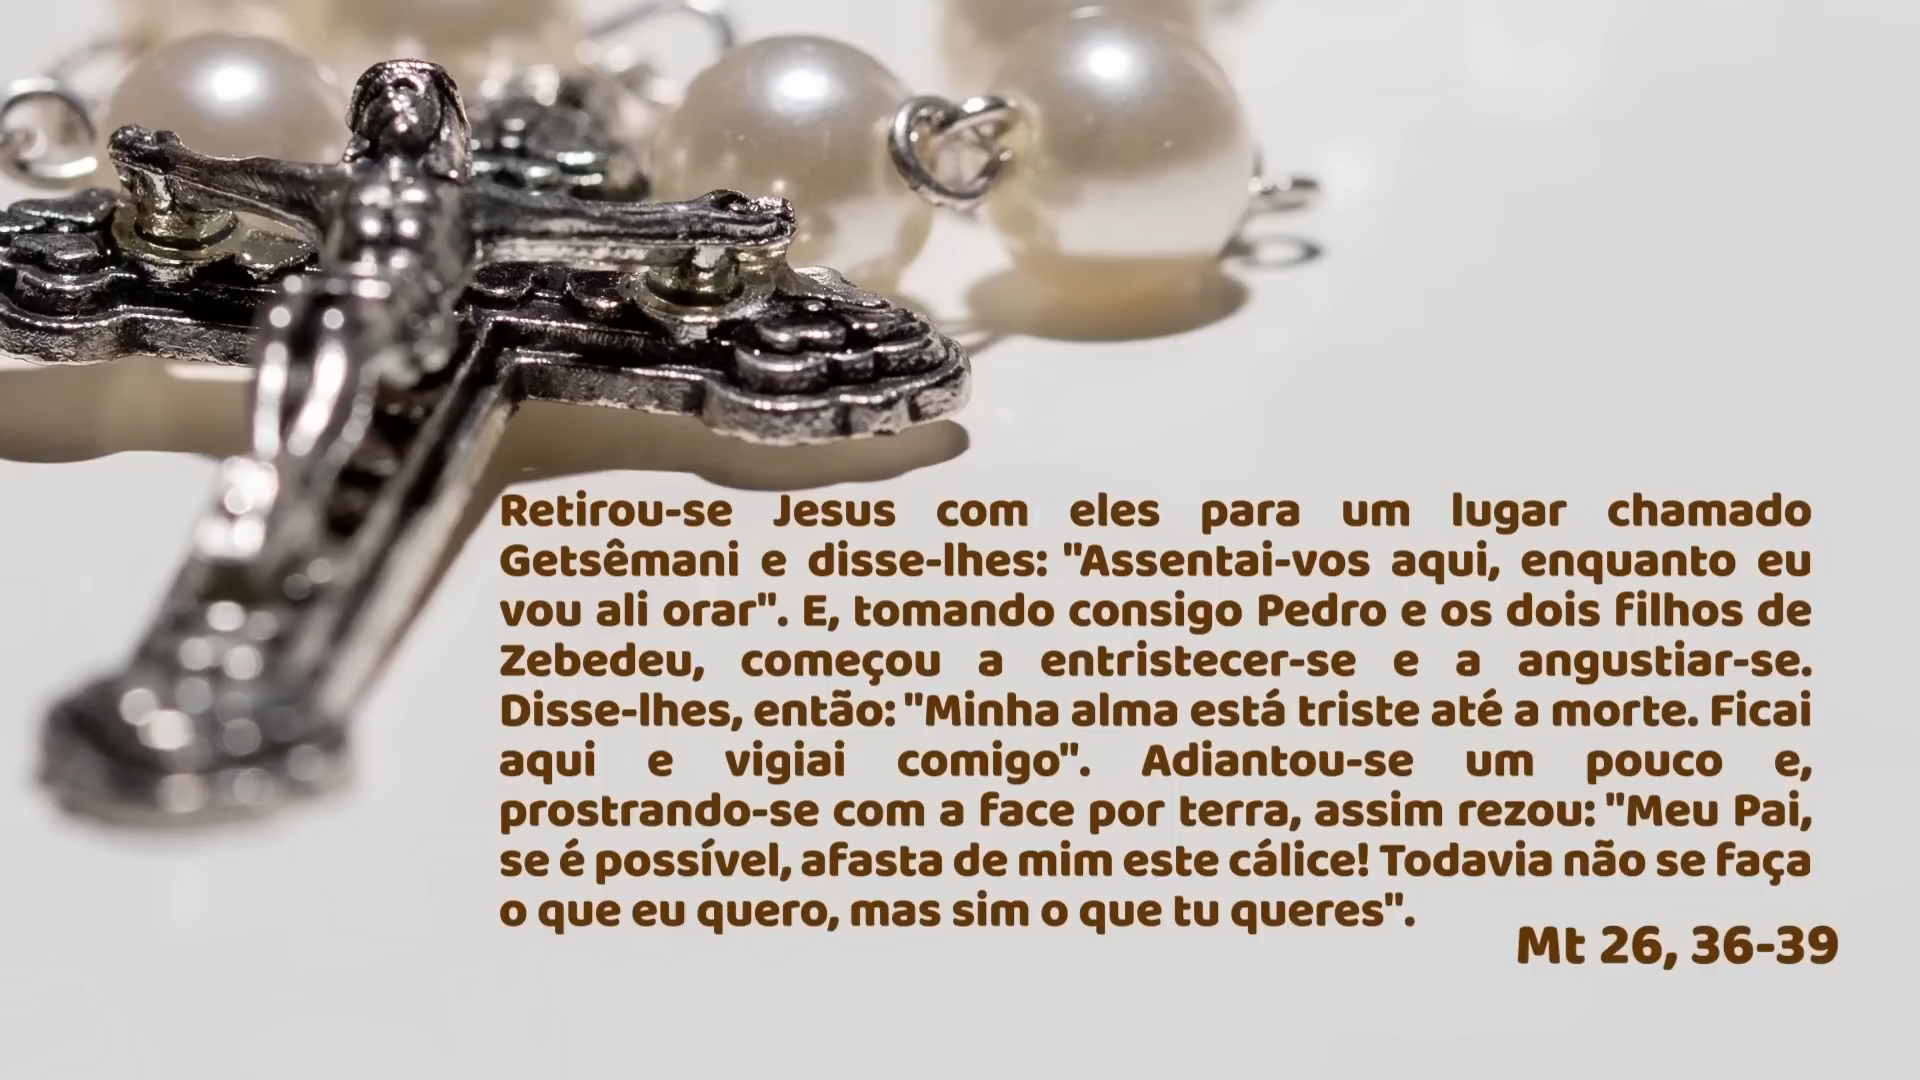 Retirou-se Jesus com eles para um lugar chamado
Getsêmani e disse-lhes: "Assentai-vos aqui, enquanto eu
vou ali orar". E, tomando consigo Pedro e os dois filhos de
Zebedeu, começou a entristecer-se e a angustiar-se.
Disse-lhes, então: "Minha alma está triste até a morte. Ficai
aqui e vigiai comigo". Adiantou-se um pouco e,
prostrando-se com a face por terra, assim rezou: "Meu Pai,
se é possível, afasta de mim este cálice! Todavia não se faça
o que eu quero, mas sim o que tu queres".
Mt 26, 36-39